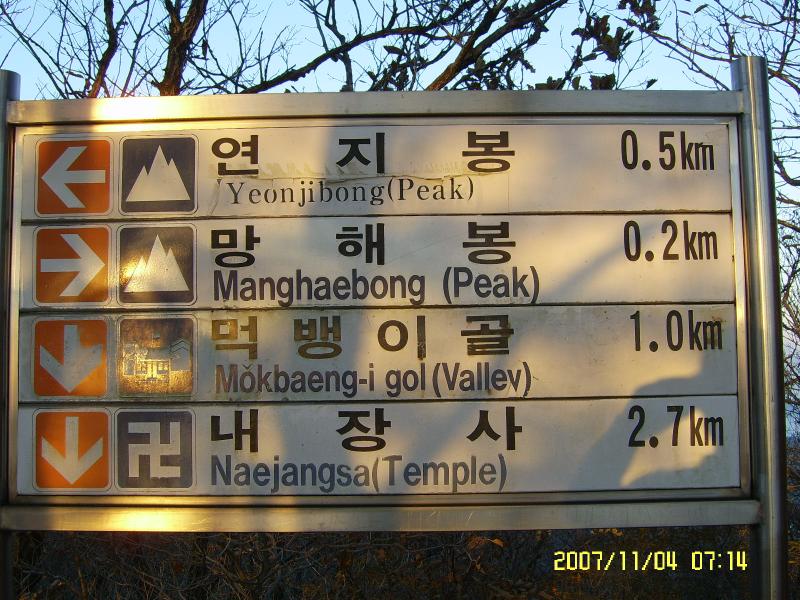 연지봉 0.5km
Yeonjibong(Peak)
망해봉 0.2km
Manghaebong (Peak)
먹뱅이골 1.0km
Mǒkbaeng-i gol(Vallev)
내장사 2.7km
Naejangsa(Temple)
2007/11/04 07:14